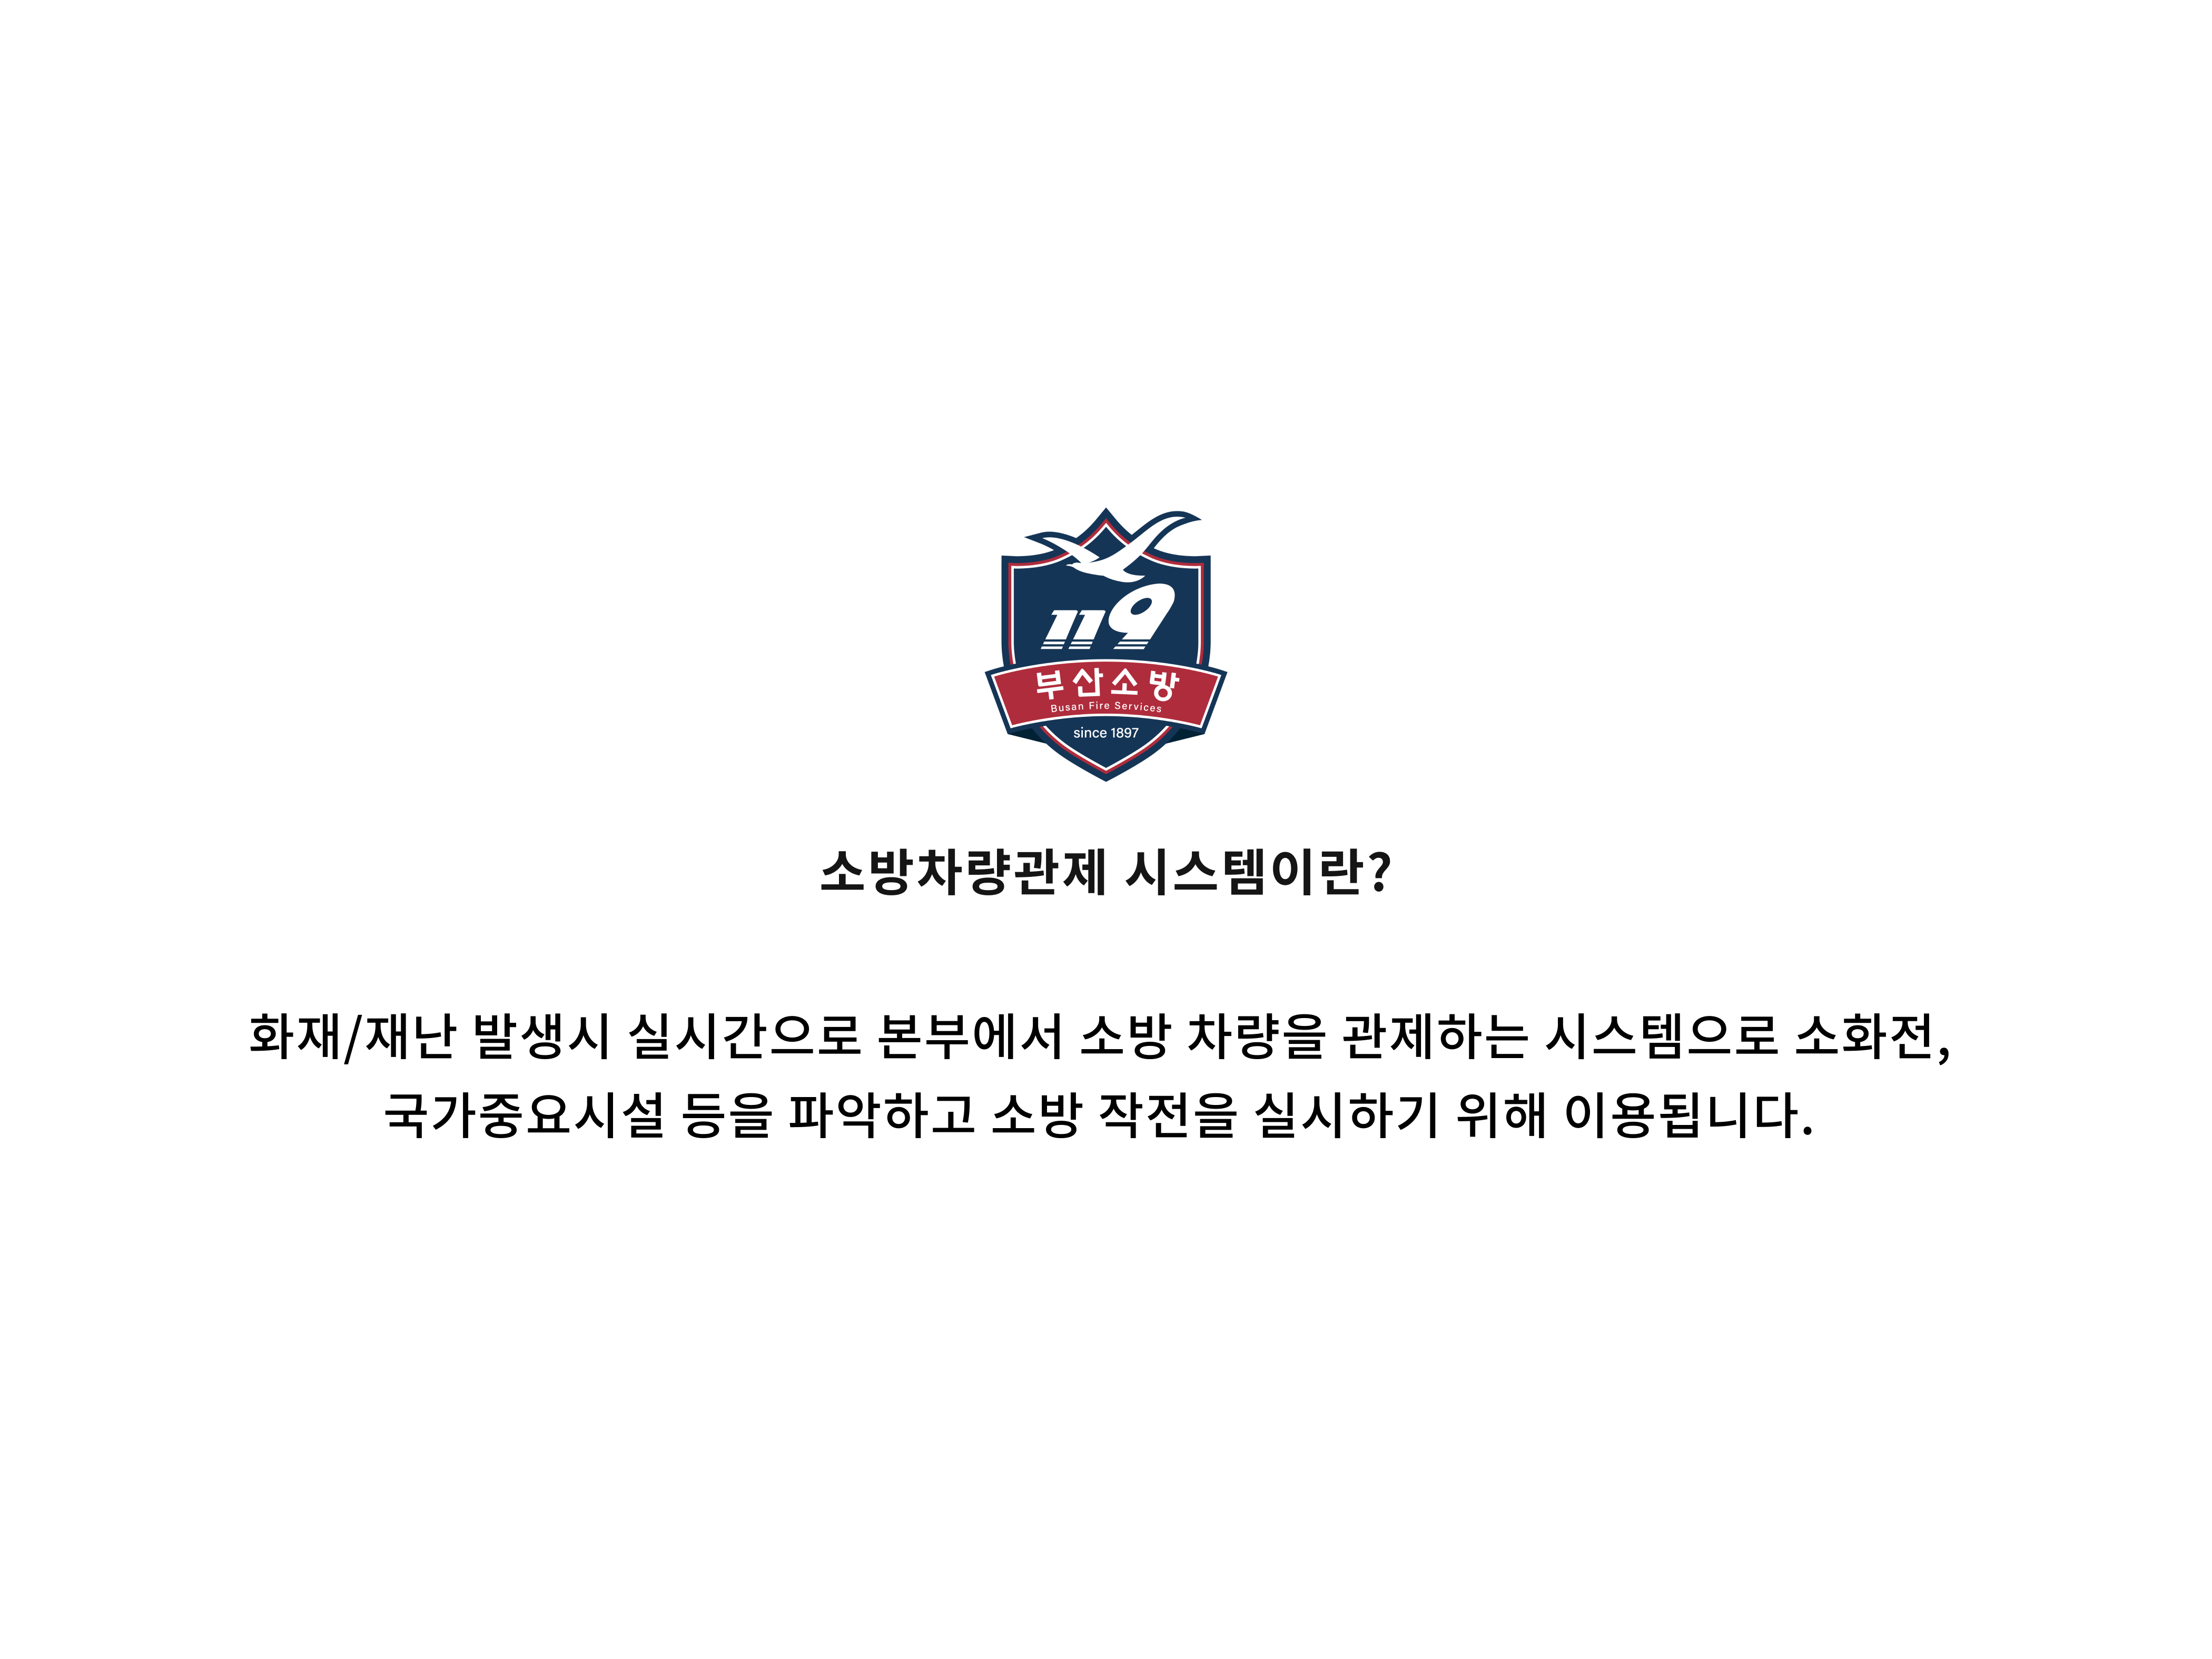 119
부산소방
Busan Fire Services
since 1897
소방차량관제 시스템이란?
화재/재난 발생시 실시간으로 본부에서 소방 차량을 관제하는 시스템으로 소화전,
국가중요시설 등을 파악하고 소방 작전을 실시하기 위해 이용됩니다.